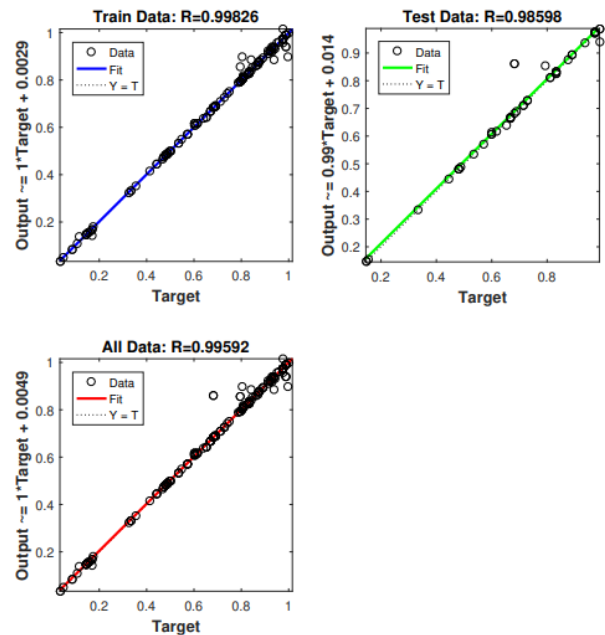 Train Data: R=0.99826
Output ~= 1*Target + 0.0029
1
0.8
0.6
0.4
0.2
Data
Fit
Y = T
0.2 0.4 0.6 0.8 1
Target
Test Data: R=0.98598
Output ~= 0.99*Target + 0.014
0.9
0.8
0.7
0.6
0.5
0.4
0.3
0.2
Data
Fit
Y = T
0.2 0.4 0.6 0.8
Target
All Data: R=0.99592
Output ~= 1*Target + 0.0049
1
0.8
0.6
0.4
0.2
Data
Fit
Y = T
0.2 0.4 0.6 0.8 1
Target